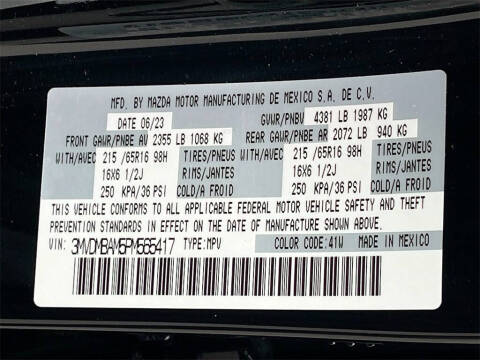 MFD. BY MAZDA MOTOR MANUFACTURING DE MEXICO S.A. DE C.V.
DATE 06/23 GVWR/PNBV 4381 LB 1987 KG
FRONT GAWR/PNBE AV 2355 LB 1068 KG REAR GAWR/PNBE AR 2072 LB 940 KG
WITH/AVEC 215 /65R16 98H TIRES/PNEUS WITH/AVEC 215 /65R16 98H TIRES/PNEUS
16X6 1/2J RIMS/JANTES 16X6 1/2J RIMS/JANTES
250 KPA/36 PSI COLD/A FROID 250 KPA/36 PSI COLD/A FROID
THIS VEHICLE CONFORMS TO ALL APPLICABLE FEDERAL MOTOR VEHICLE SAFETY AND THEFT
PREVENTION STANDARDS IN EFFECT ON THE DATE OF MANUFACTURE SHOWN ABOVE.
VIN: 3MVDMBAM5PM565417 TYPE:MPV COLOR CODE:41W MADE IN MEXICO